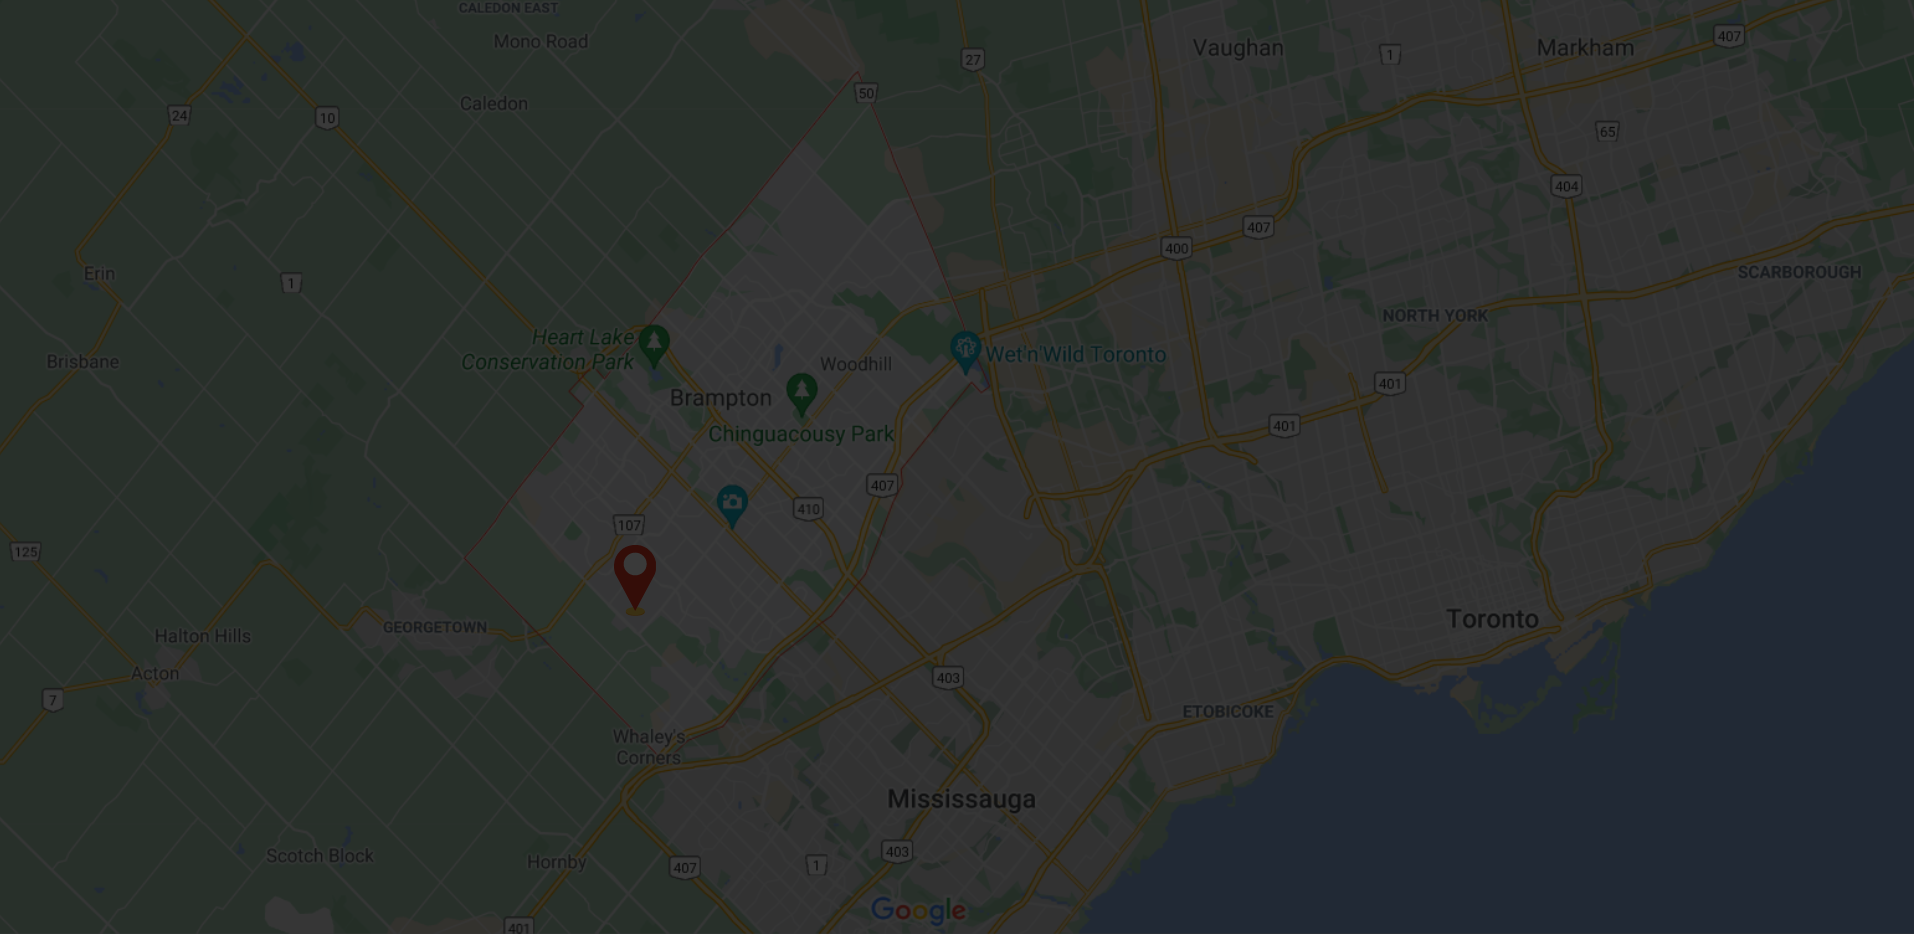 CALEDON EAST
Mono Road
Vaughan
1
Markham
407
27
50
24
10
Caledon
65
404
407
400
Erin
1
SCARBOROUGH
NORTH YORK
Heart Lake
Conservation Park
Brisbane
Woodhill
Wet'n'Wild Toronto
401
Brampton
Chinguacousy Park
401
407
410
107
125
Toronto
Halton Hills
GEORGETOWN
Acton
7
403
ETOBICOKE
Whaley's
Corners
Mississauga
Scotch Block
Hornby
407
1
403
Google
401